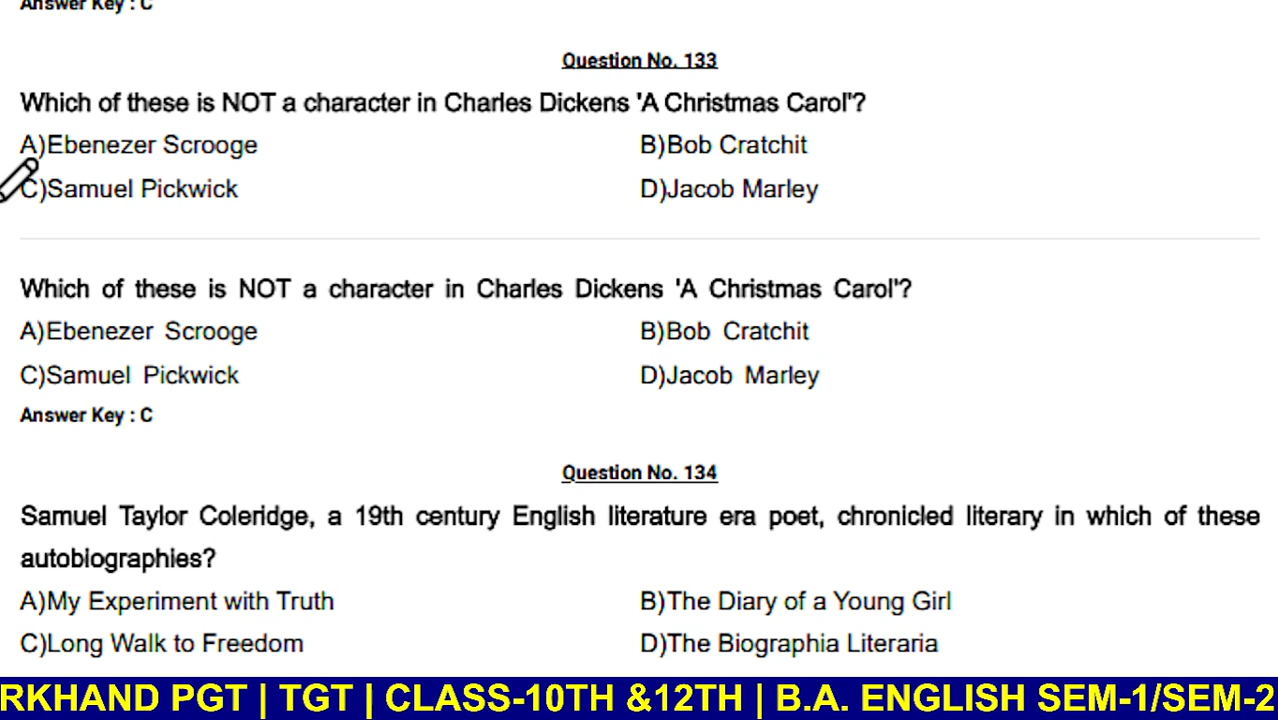 Answer Key : C
Question No. 133
Which of these is NOT a character in Charles Dickens 'A Christmas Carol'?
A)Ebenezer Scrooge B)Bob Cratchit
C)Samuel Pickwick D)Jacob Marley
Which of these is NOT a character in Charles Dickens 'A Christmas Carol'?
A)Ebenezer Scrooge B)Bob Cratchit
C)Samuel Pickwick D)Jacob Marley
Answer Key : C
Question No. 134
Samuel Taylor Coleridge, a 19th century English literature era poet, chronicled literary in which of these
autobiographies?
A)My Experiment with Truth B)The Diary of a Young Girl
C)Long Walk to Freedom D)The Biographia Literaria
RKHAND PGT | TGT | CLASS-10TH &12TH | B.A. ENGLISH SEM-1/SEM-2